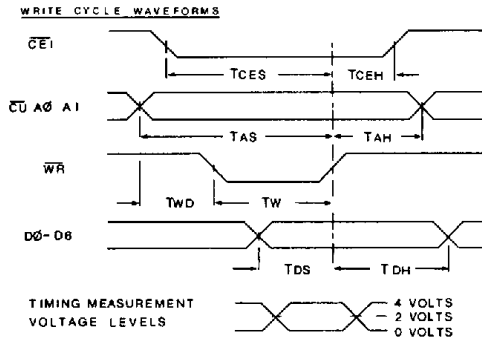 WRITE CYCLE WAVEFORMS
CE1
TCES
TCEH
CU AØ A1
TAS
TAH
WR
TWD
TW
DØ-D6
TDS
TDH
TIMING MEASUREMENT
VOLTAGE LEVELS
4 VOLTS
2 VOLTS
0 VOLTS